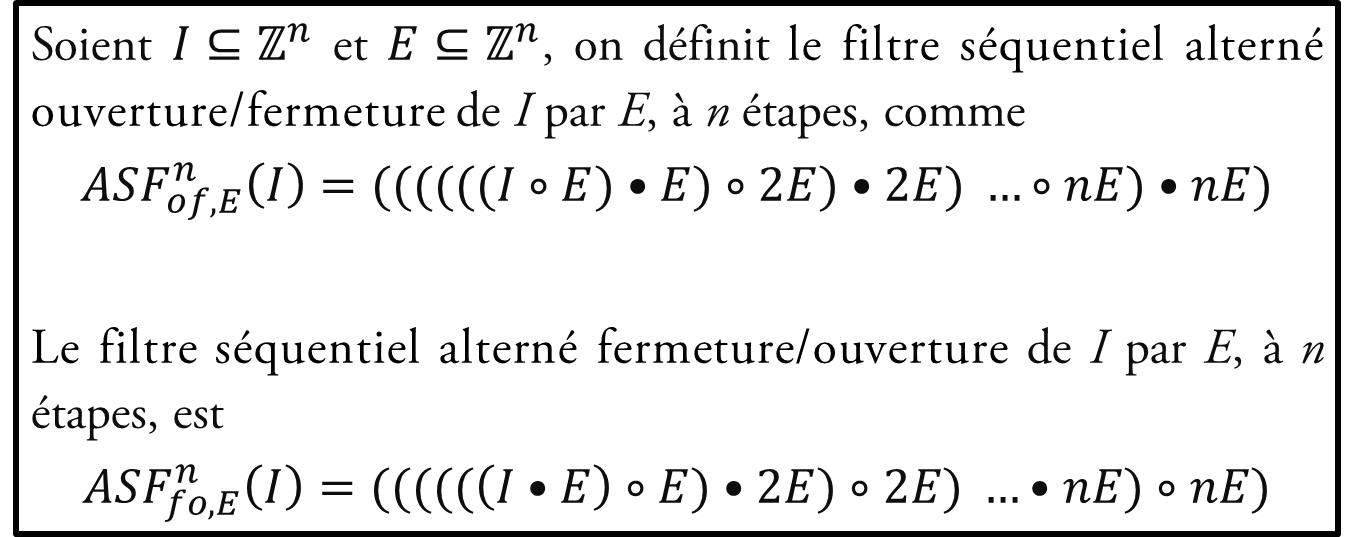 Soient 𝐼 ⊆ ℤⁿ et 𝐸 ⊆ ℤⁿ, on définit le filtre séquentiel alterné
ouverture/fermeture de I par E, à n étapes, comme
𝐴𝑆𝐹ⁿ_{of,E}(𝐼) = ((((((𝐼 ∘ 𝐸) • 𝐸) ∘ 2𝐸) • 2𝐸) … ∘ 𝑛𝐸) • 𝑛𝐸)
Le filtre séquentiel alterné fermeture/ouverture de I par E, à n
étapes, est
𝐴𝑆𝐹ⁿ_{fo,E}(𝐼) = ((((((𝐼 • 𝐸) ∘ 𝐸) • 2𝐸) ∘ 2𝐸) … • 𝑛𝐸) ∘ 𝑛𝐸)